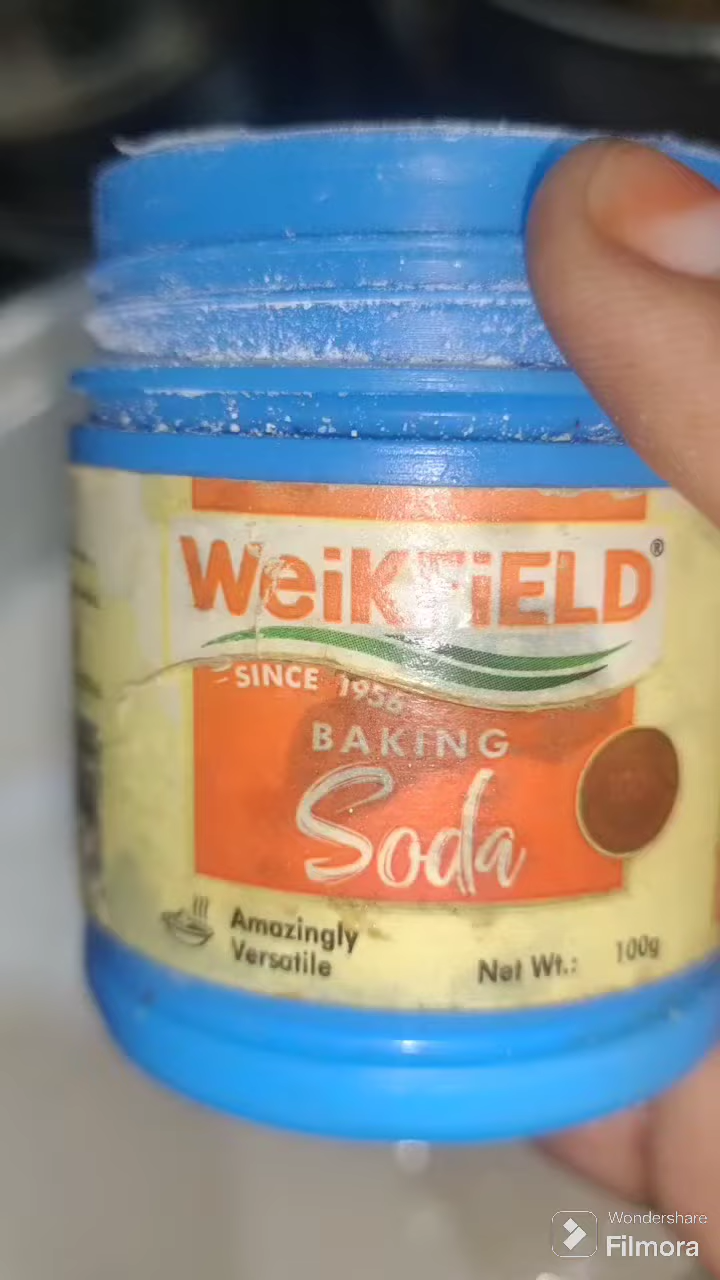 WeiKFiELD®
SINCE 1956
BAKING
Soda
Amazingly
Versatile
Net Wt.: 100g
Wondershare
Filmora